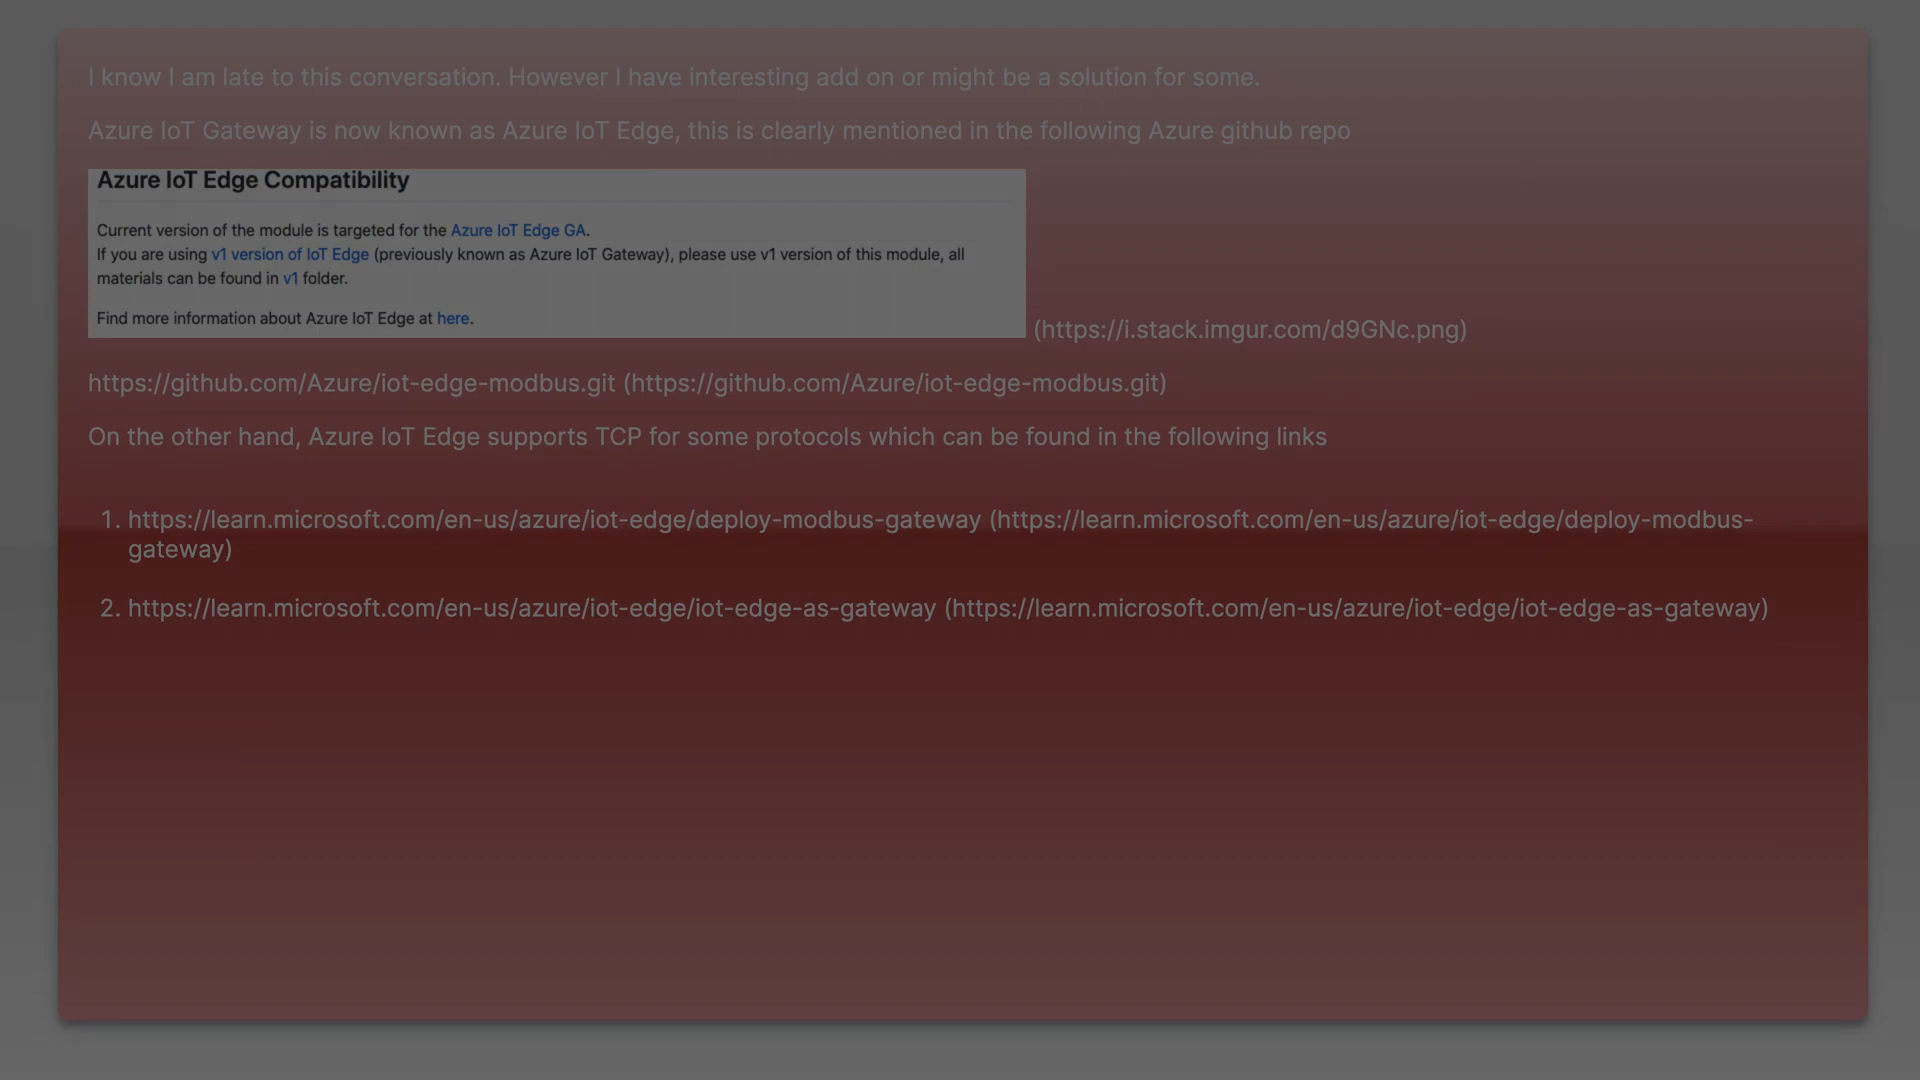 I know I am late to this conversation. However I have interesting add on or might be a solution for some.
Azure IoT Gateway is now known as Azure IoT Edge, this is clearly mentioned in the following Azure github repo
Azure IoT Edge Compatibility
Current version of the module is targeted for the Azure IoT Edge GA.
If you are using v1 version of IoT Edge (previously known as Azure IoT Gateway), please use v1 version of this module, all
materials can be found in v1 folder.
Find more information about Azure IoT Edge at here.
(https://i.stack.imgur.com/d9GNc.png)
https://github.com/Azure/iot-edge-modbus.git (https://github.com/Azure/iot-edge-modbus.git)
On the other hand, Azure IoT Edge supports TCP for some protocols which can be found in the following links
1. https://learn.microsoft.com/en-us/azure/iot-edge/deploy-modbus-gateway (https://learn.microsoft.com/en-us/azure/iot-edge/deploy-modbus-
gateway)
2. https://learn.microsoft.com/en-us/azure/iot-edge/iot-edge-as-gateway (https://learn.microsoft.com/en-us/azure/iot-edge/iot-edge-as-gateway)